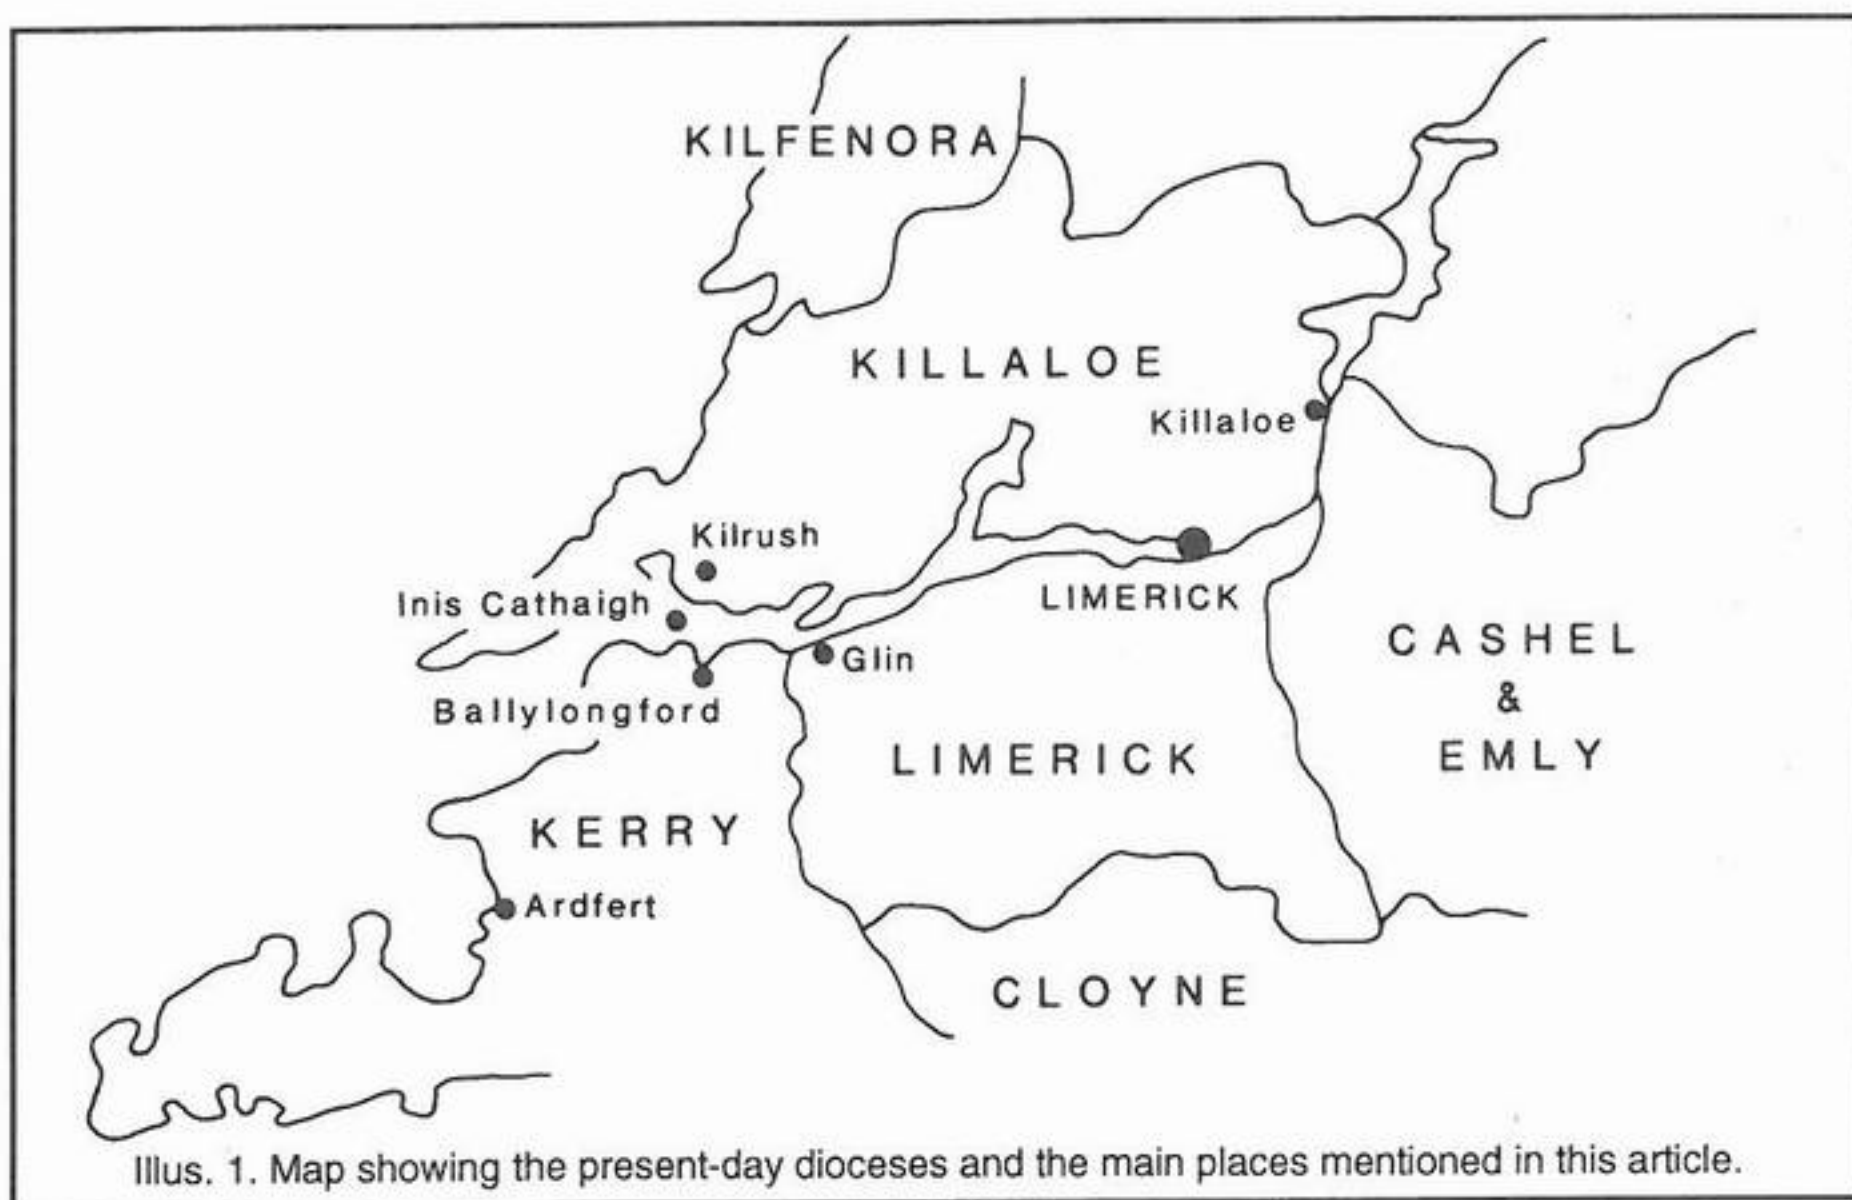 KILFENORA
KILLALOE
Killaloe
Kilrush
Inis Cathaigh
LIMERICK
Glin
CASHEL
&
EMLY
Ballylongford
LIMERICK
KERRY
Ardfert
CLOYNE
Illus. 1. Map showing the present-day dioceses and the main places mentioned in this article.